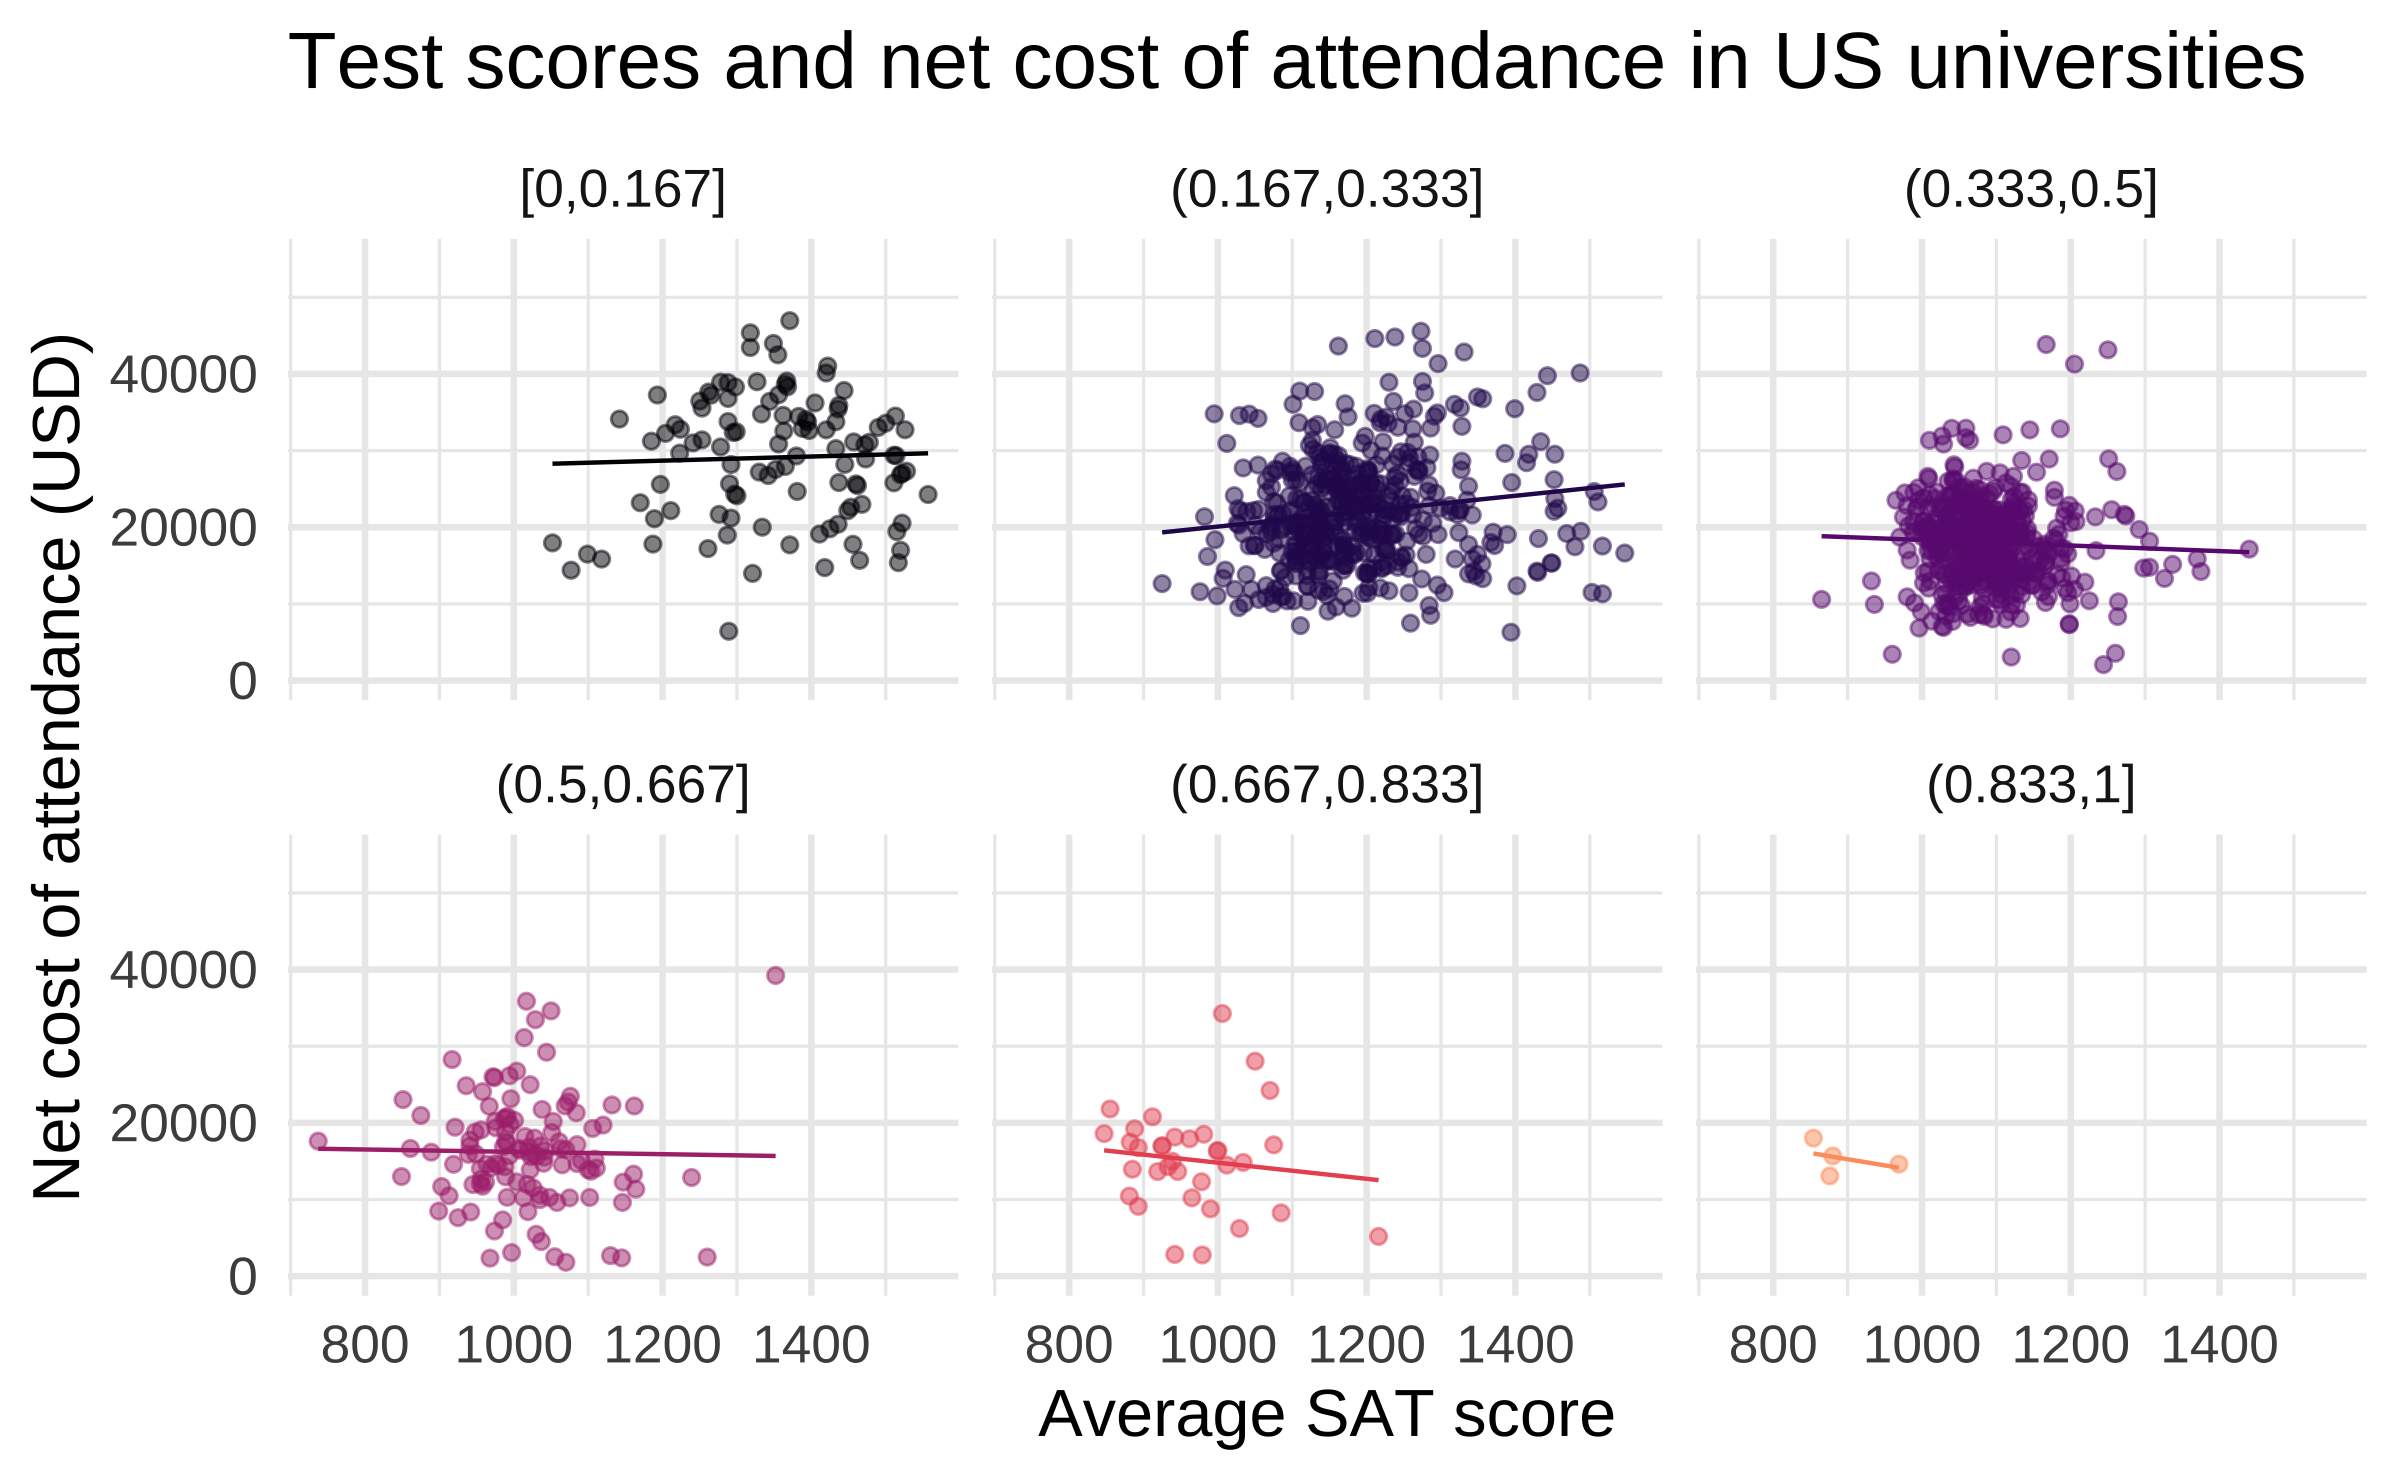 Test scores and net cost of attendance in US universities
[0,0.167]
(0.167,0.333]
(0.333,0.5]
40000
20000
0
(0.5,0.667]
(0.667,0.833]
(0.833,1]
40000
20000
0
800 1000 1200 1400
800 1000 1200 1400
800 1000 1200 1400
Average SAT score
Net cost of attendance (USD)